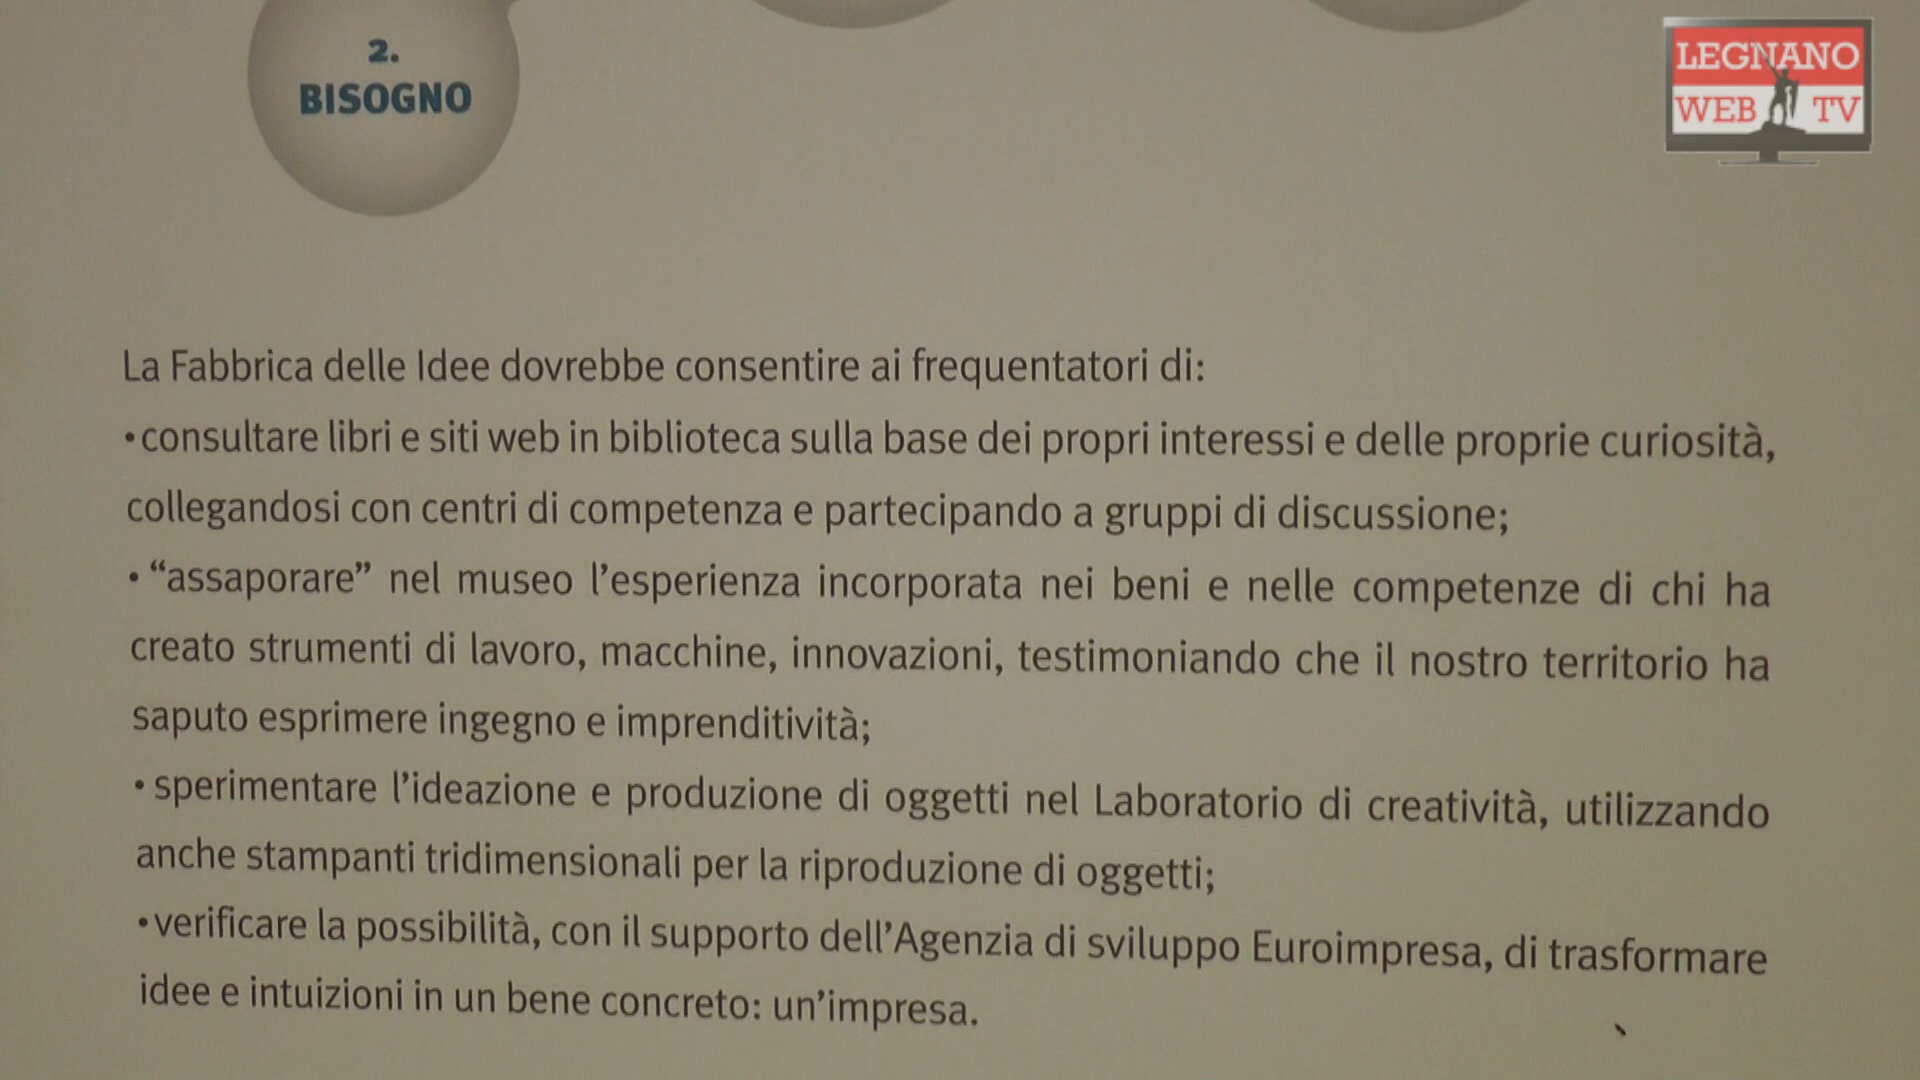 2.
BISOGNO
LEGNANO
WEB TV
La Fabbrica delle Idee dovrebbe consentire ai frequentatori di:
•consultare libri e siti web in biblioteca sulla base dei propri interessi e delle proprie curiosità,
collegandosi con centri di competenza e partecipando a gruppi di discussione;
• “assaporare” nel museo l’esperienza incorporata nei beni e nelle competenze di chi ha
creato strumenti di lavoro, macchine, innovazioni, testimoniando che il nostro territorio ha
saputo esprimere ingegno e imprenditività;
• sperimentare l’ideazione e produzione di oggetti nel Laboratorio di creatività, utilizzando
anche stampanti tridimensionali per la riproduzione di oggetti;
•verificare la possibilità, con il supporto dell’Agenzia di sviluppo Euroimpresa, di trasformare
idee e intuizioni in un bene concreto: un’impresa.